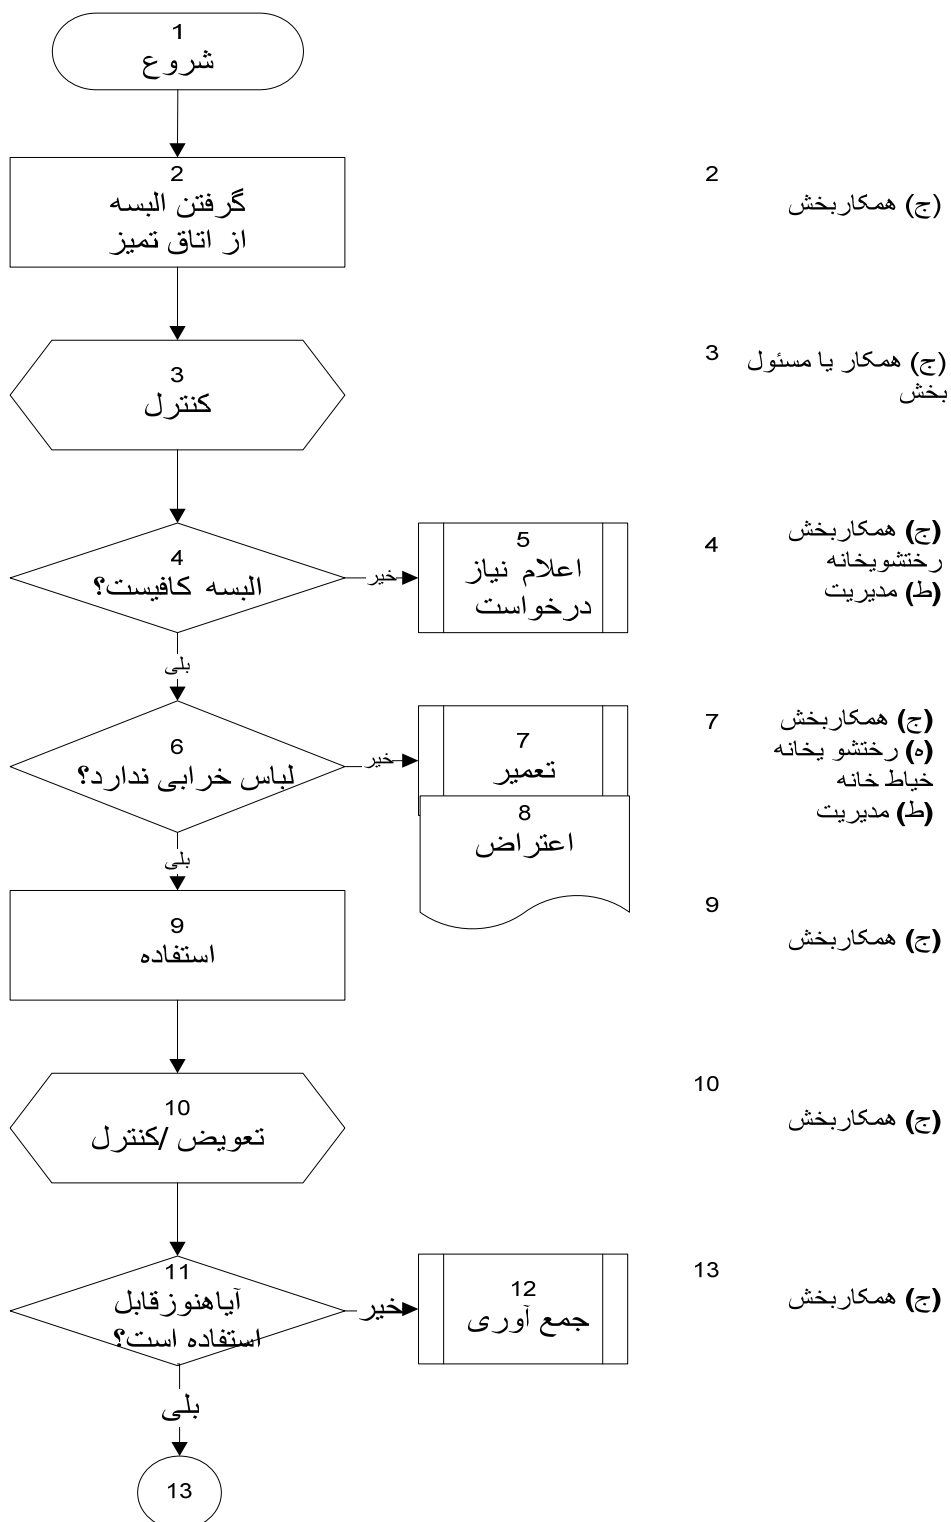 1
شروع
2
گرفتن البسه
از اتاق تمیز
2
(ج) همکاربخش
3
کنترل
3
(ج) همکار یا مسئول
بخش
4
البسه کافیست؟
خیر
5
اعلام نیاز
درخواست
4
(ج) همکاربخش
رختشویخانه
(ط) مدیریت
بلی
6
لباس خرابی ندارد؟
خیر
7
تعمیر
8
اعتراض
7
(ج) همکاربخش
(ه) رختشو یخانه
خیاط خانه
(ط) مدیریت
بلی
9
استفاده
9
(ج) همکاربخش
10
تعویض /کنترل
10
(ج) همکاربخش
11
آیاهنوزقابل
استفاده است؟
خیر
12
جمع آوری
13
(ج) همکاربخش
بلی
13